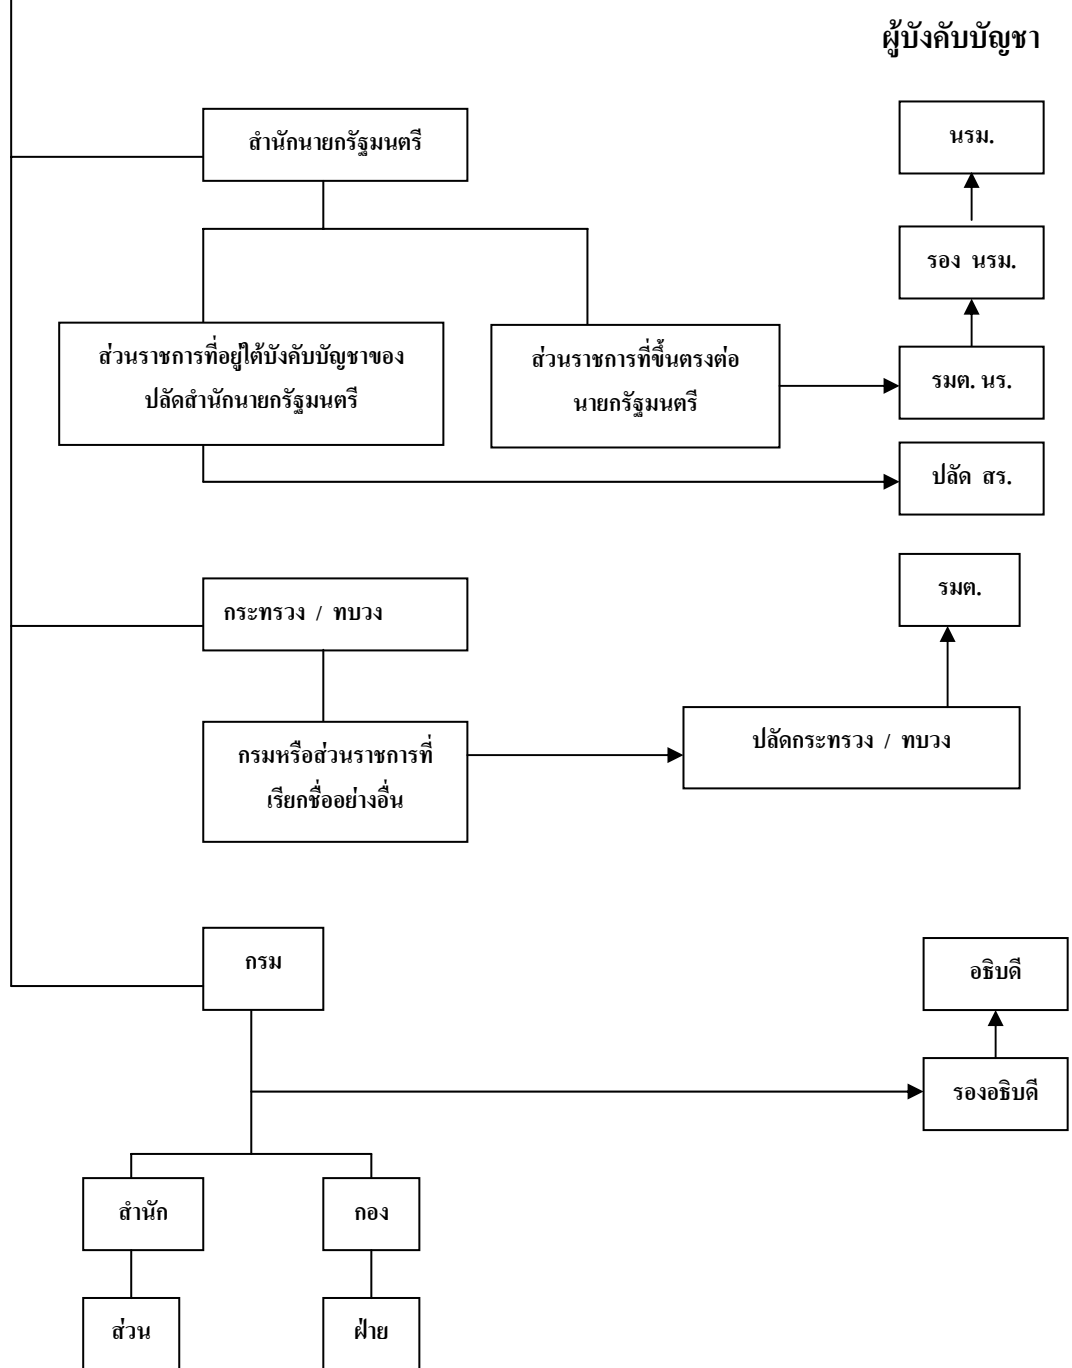 ผู้บังคับบัญชา
สำนักนายกรัฐมนตรี
นรม.
รอง นรม.
ส่วนราชการที่อยู่ใต้บังคับบัญชาของ
ปลัดสำนักนายกรัฐมนตรี
ส่วนราชการที่ขึ้นตรงต่อ
นายกรัฐมนตรี
รมต. นร.
ปลัด สร.
รมต.
กระทรวง / ทบวง
กรมหรือส่วนราชการที่
เรียกชื่ออย่างอื่น
ปลัดกระทรวง / ทบวง
กรม
อธิบดี
รองอธิบดี
สำนัก
กอง
ส่วน
ฝ่าย